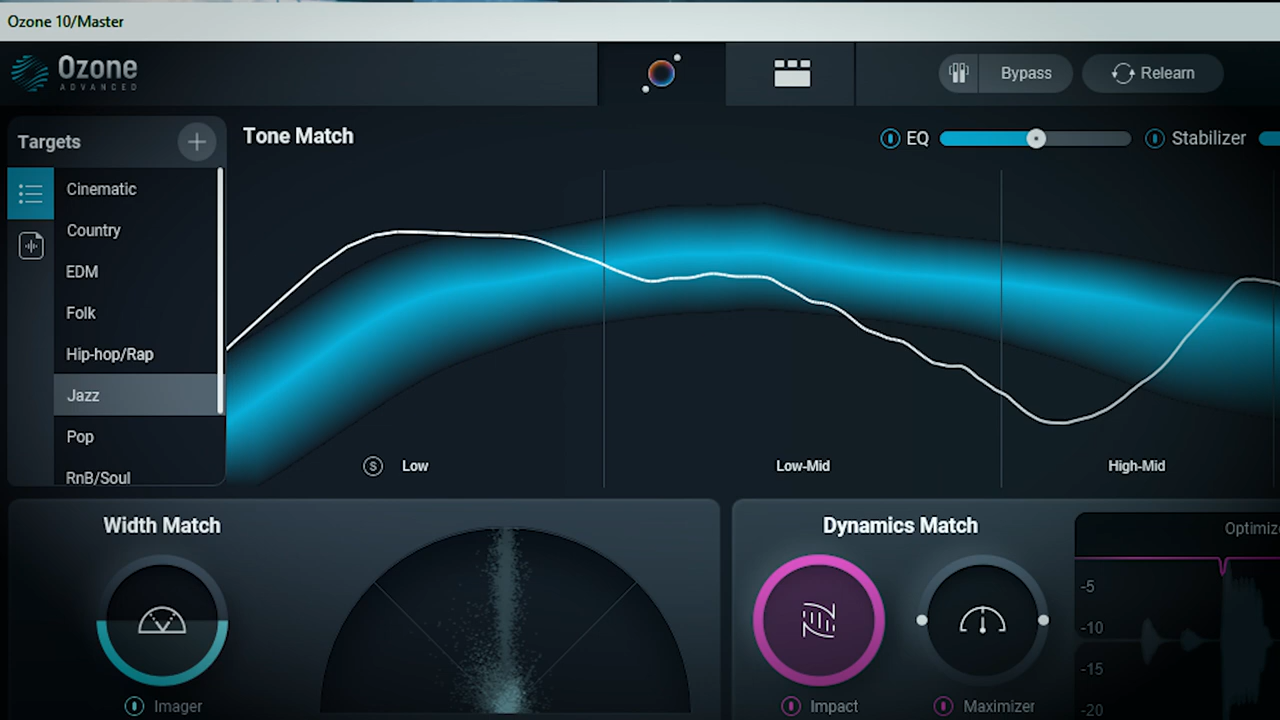 Ozone 10/Master
Ozone
ADVANCED
Bypass
Relearn
Targets
Tone Match
EQ
Stabilizer
Cinematic
Country
EDM
Folk
Hip-hop/Rap
Jazz
Pop
RnB/Soul
S
Low
Low-Mid
High-Mid
Width Match
Imager
Dynamics Match
Impact
Maximizer
Optimiz
-5
-10
-15
-20